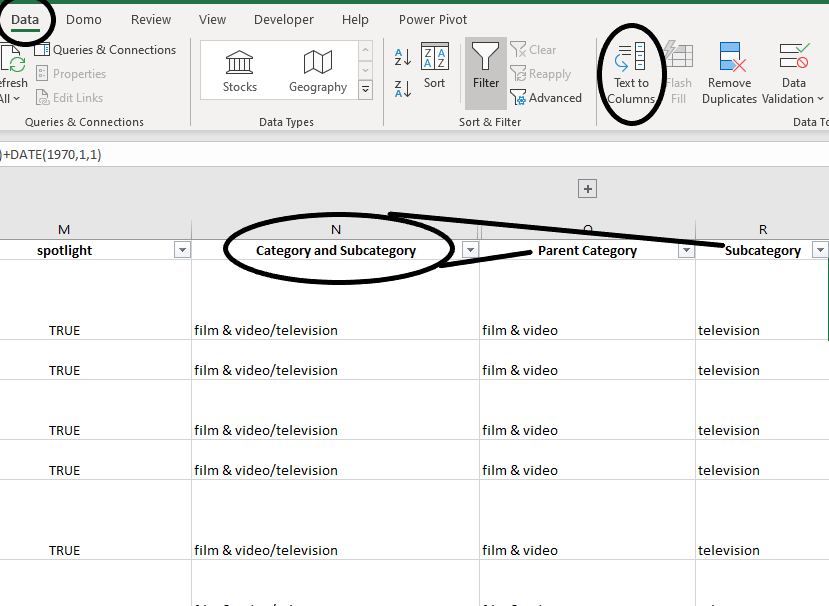 Data Domo Review View Developer Help Power Pivot
Queries & Connections
Properties
Edit Links
efresh
All
Queries & Connections
Stocks Geography
Data Types
A Z
Z A
Z A A Z
Sort
Filter
Clear
Reapply
Advanced
Sort & Filter
Text to
Columns
Flash
Fill
Remove
Duplicates
Data
Validation
Data To
)+DATE(1970,1,1)
+
M N Q R
spotlight Category and Subcategory Parent Category Subcategory
TRUE film & video/television film & video television
TRUE film & video/television film & video television
TRUE film & video/television film & video television
TRUE film & video/television film & video television
TRUE film & video/television film & video television